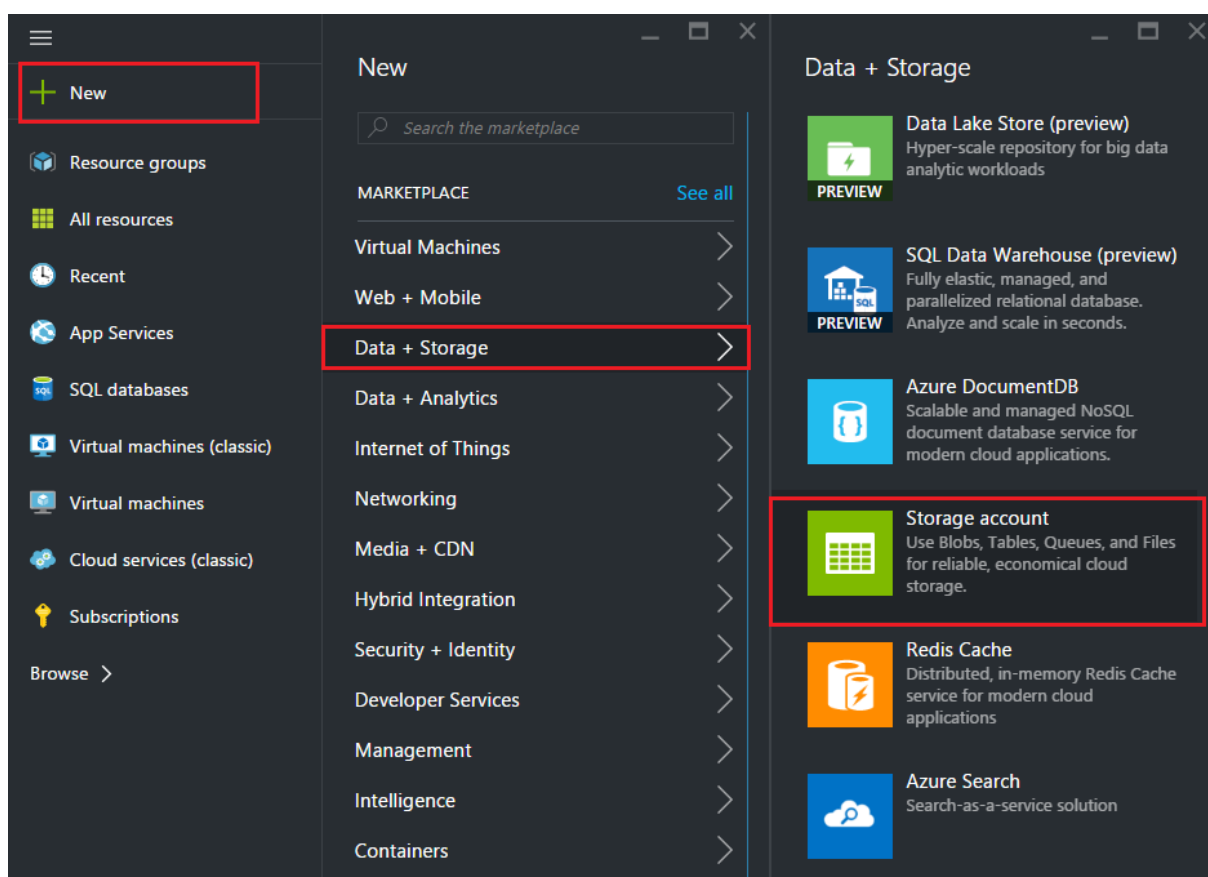 New
Resource groups
All resources
Recent
App Services
SQL databases
Virtual machines (classic)
Virtual machines
Cloud services (classic)
Subscriptions
Browse
New
Search the marketplace
MARKETPLACE See all
Virtual Machines
Web + Mobile
Data + Storage
Data + Analytics
Internet of Things
Networking
Media + CDN
Hybrid Integration
Security + Identity
Developer Services
Management
Intelligence
Containers
Data + Storage
PREVIEW
Data Lake Store (preview)
Hyper-scale repository for big data
analytic workloads
SQL
PREVIEW
SQL Data Warehouse (preview)
Fully elastic, managed, and
parallelized relational database.
Analyze and scale in seconds.
Azure DocumentDB
Scalable and managed NoSQL
document database service for
modern cloud applications.
Storage account
Use Blobs, Tables, Queues, and Files
for reliable, economical cloud
storage.
Redis Cache
Distributed, in-memory Redis Cache
service for modern cloud
applications
Azure Search
Search-as-a-service solution